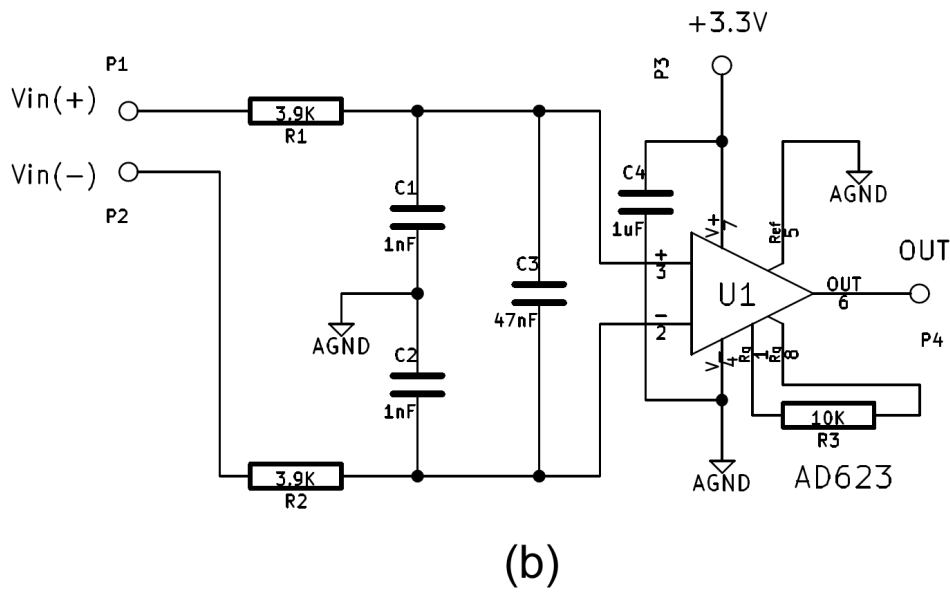 +3.3V
P3
P1
Vin(+)
3.9K
R1
Vin(-)
P2
C1
1nF
C4
1uF
AGND
V+
7
Ref
5
+
3
C3
47nF
U1
OUT
6
OUT
P4
AGND
C2
1nF
-
2
V-
4
Rg
1
Rg
8
10K
R3
3.9K
R2
AGND
AD623
(b)